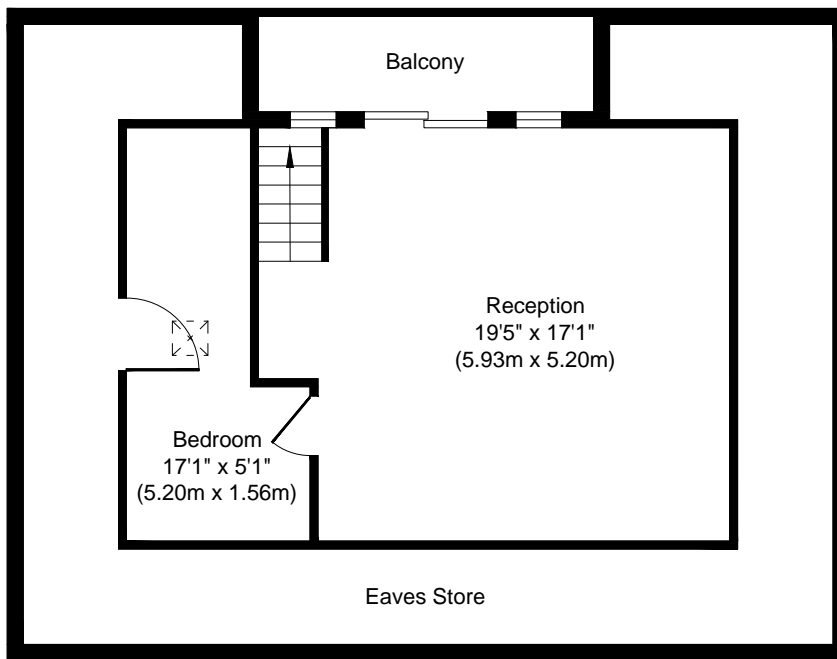 Balcony
Reception
19'5" x 17'1"
(5.93m x 5.20m)
Bedroom
17'1" x 5'1"
(5.20m x 1.56m)
Eaves Store